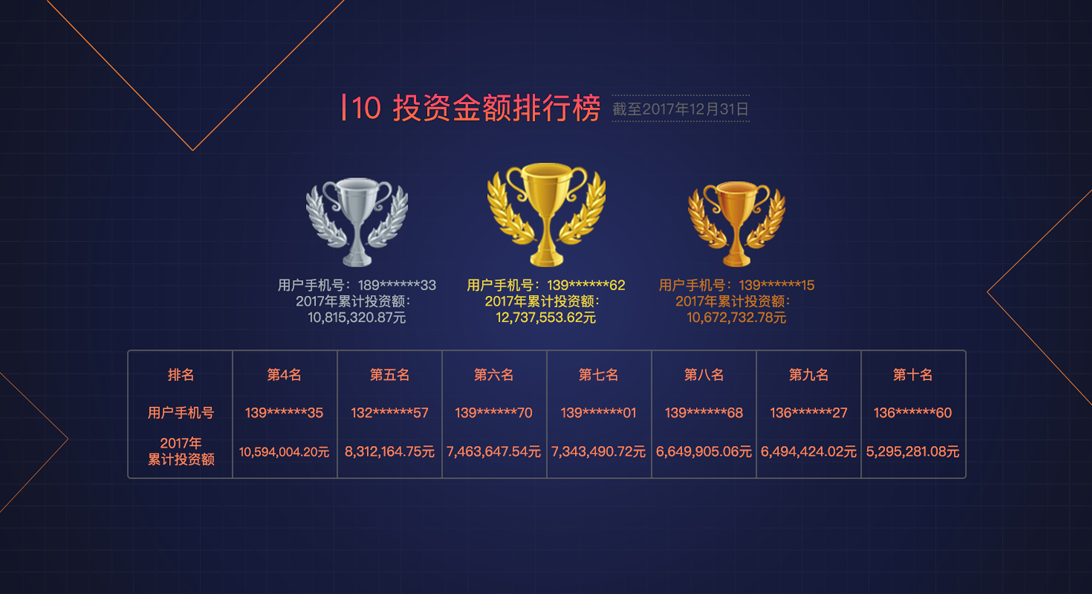 10 投资金额排行榜 截至2017年12月31日
用户手机号：189******33
2017年累计投资额：
10,815,320.87元
用户手机号：139******62
2017年累计投资额：
12,737,553.62元
用户手机号：139******15
2017年累计投资额：
10,672,732.78元
排名 第4名 第五名 第六名 第七名 第八名 第九名 第十名
用户手机号 139******35 132******57 139******70 139******01 139******68 136******27 136******60
2017年
累计投资额 10,594,004.20元 8,312,164.75元 7,463,647.54元 7,343,490.72元 6,649,905.06元 6,494,424.02元 5,295,281.08元